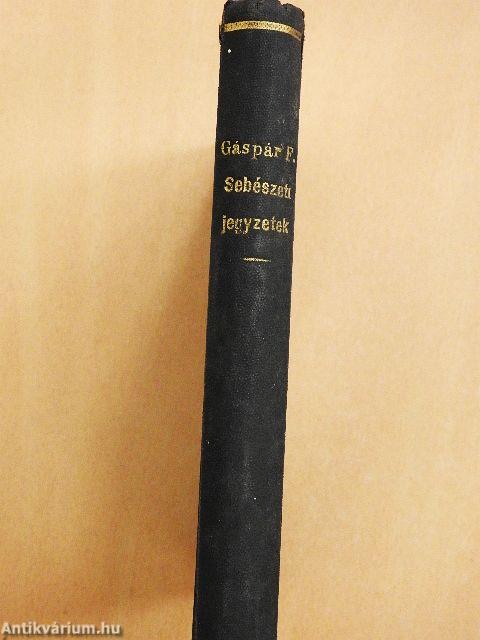 Gáspár F.
Sebészeti
jegyzetek
Antikvárium.hu